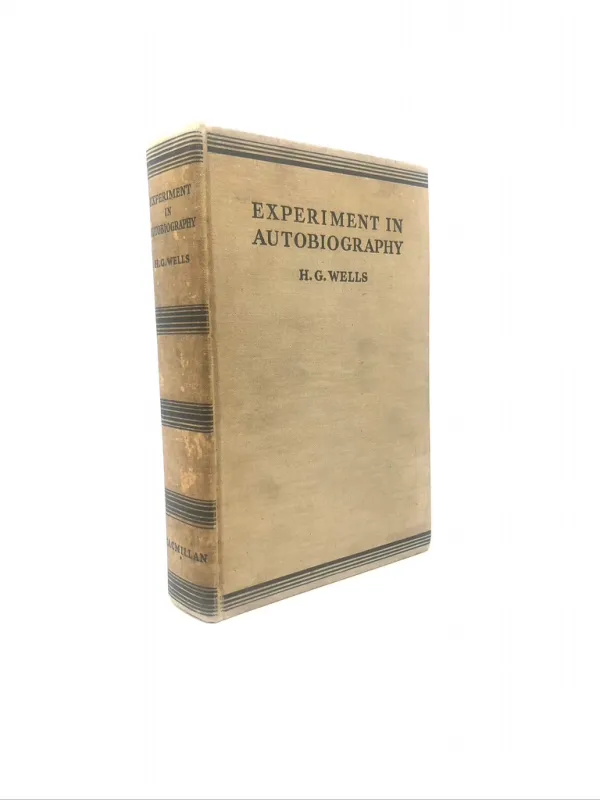 EXPERIMENT
IN
AUTOBIOGRAPHY
H.G.WELLS
MACMILLAN
EXPERIMENT IN
AUTOBIOGRAPHY
H.G.WELLS